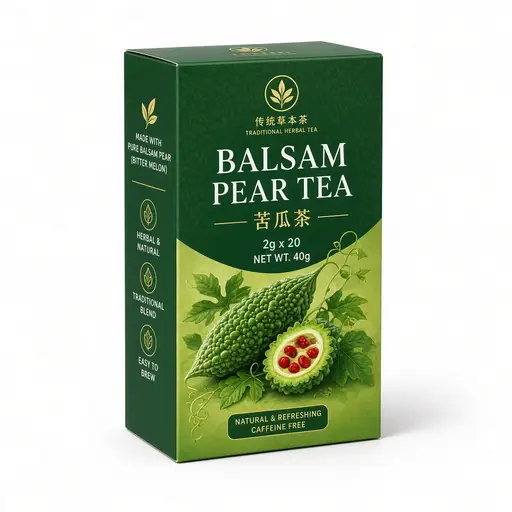 传统草本茶
TRADITIONAL HERBAL TEA
BALSAM
PEAR TEA
苦瓜茶
2g x 20
NET WT. 40g
NATURAL & REFRESHING
CAFFEINE FREE
MADE WITH
PURE BALSAM PEAR
(BITTER MELON)
HERBAL &
NATURAL
TRADITIONAL
BLEND
EASY TO
BREW